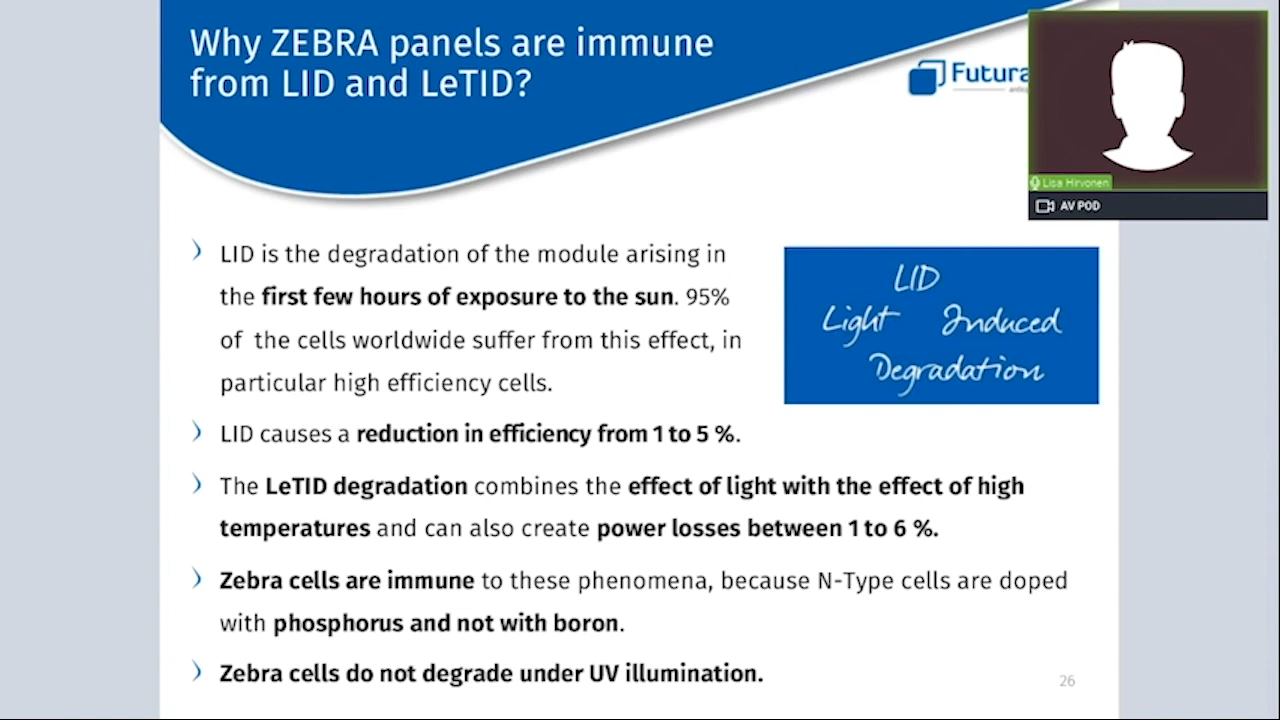 Why ZEBRA panels are immune
from LID and LeTID?
Futura
Lisa Hirvonen
AV POD
LID is the degradation of the module arising in
the first few hours of exposure to the sun. 95%
of the cells worldwide suffer from this effect, in
particular high efficiency cells.
LID
Light Induced
Degradation
LID causes a reduction in efficiency from 1 to 5 %.
The LeTID degradation combines the effect of light with the effect of high
temperatures and can also create power losses between 1 to 6 %.
Zebra cells are immune to these phenomena, because N-Type cells are doped
with phosphorus and not with boron.
Zebra cells do not degrade under UV illumination.
26